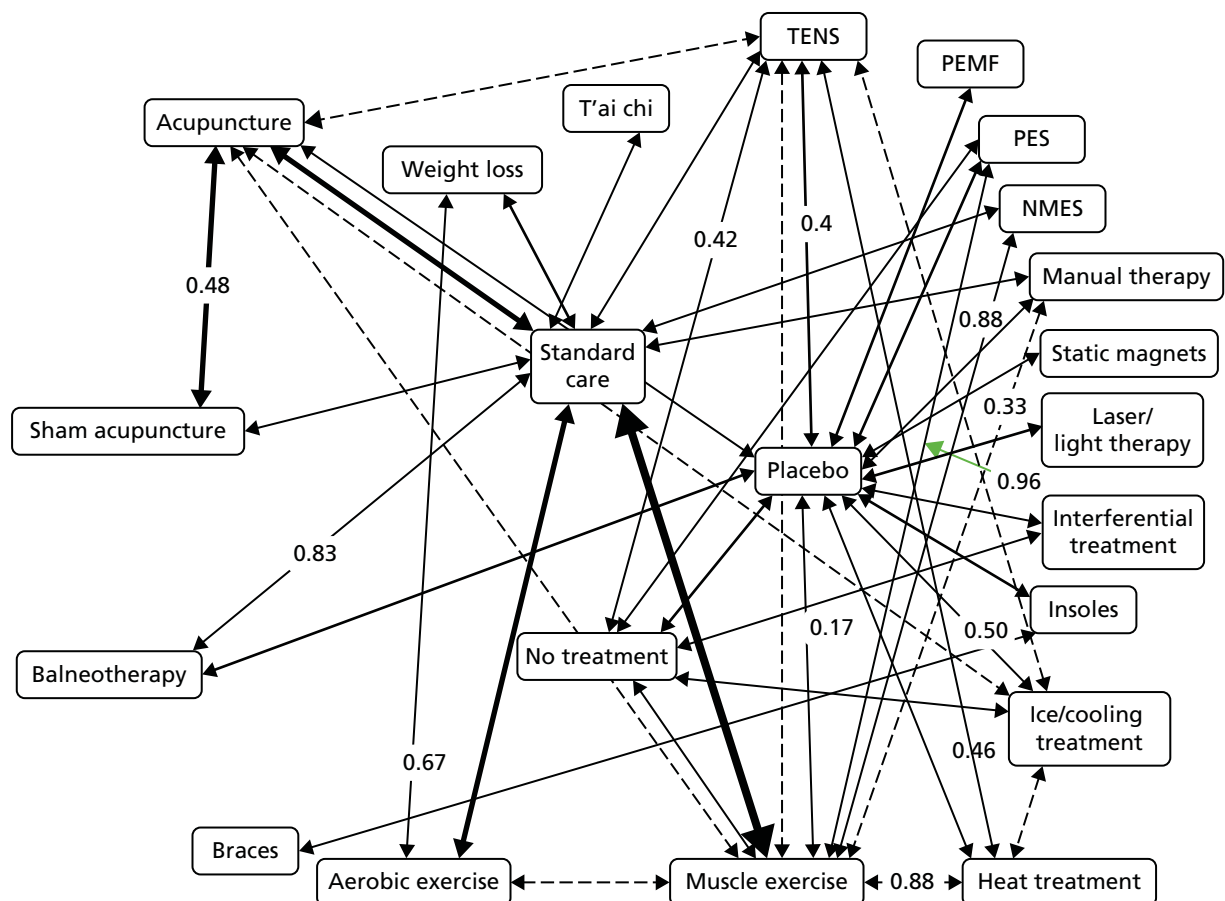 TENS
PEMF
Acupuncture
T’ai chi
PES
Weight loss
NMES
0.42
0.4
Manual therapy
0.48
0.88
Standard
care
Static magnets
0.33
Laser/
light therapy
Sham acupuncture
Placebo
0.96
Interferential
treatment
0.83
Insoles
0.17
0.50
No treatment
Balneotherapy
Ice/cooling
treatment
0.67
0.46
Braces
Aerobic exercise
Muscle exercise
0.88
Heat treatment